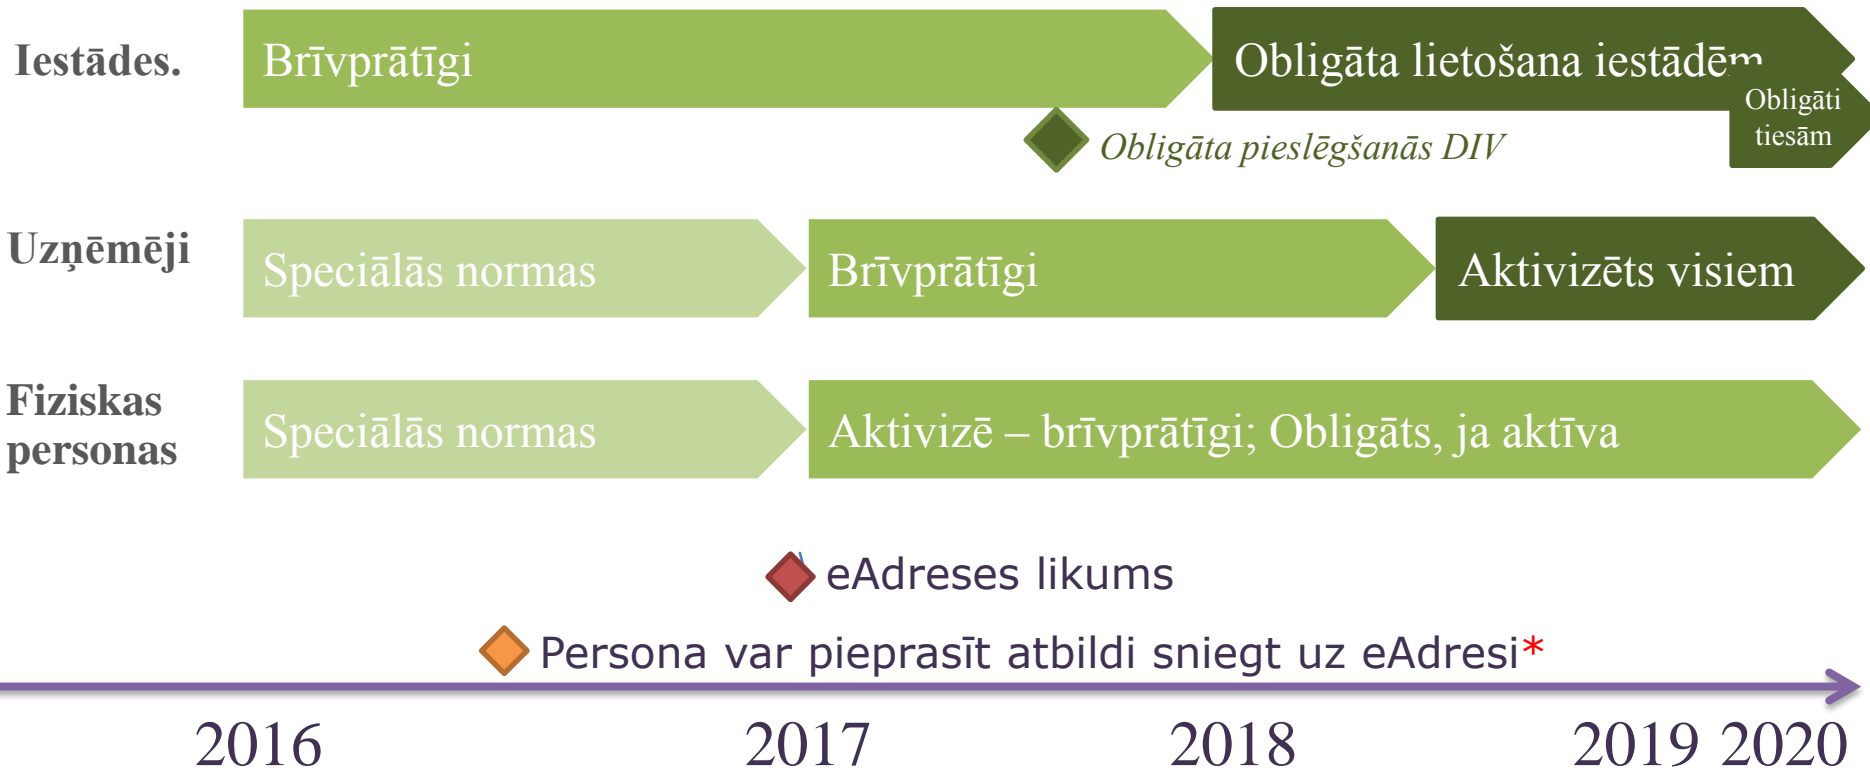 Iestādes.
Brīvprātīgi
Obligāta lietošana iestādēm
Obligāti
tiesām
Obligāta pieslēgšanās DIV
Uzņēmēji
Speciālās normas
Brīvprātīgi
Aktivizēts visiem
Fiziskas
personas
Speciālās normas
Aktivizē – brīvprātīgi; Obligāts, ja aktīva
eAdreses likums
Persona var pieprasīt atbildi sniegt uz eAdresi*
2016 2017 2018 2019 2020